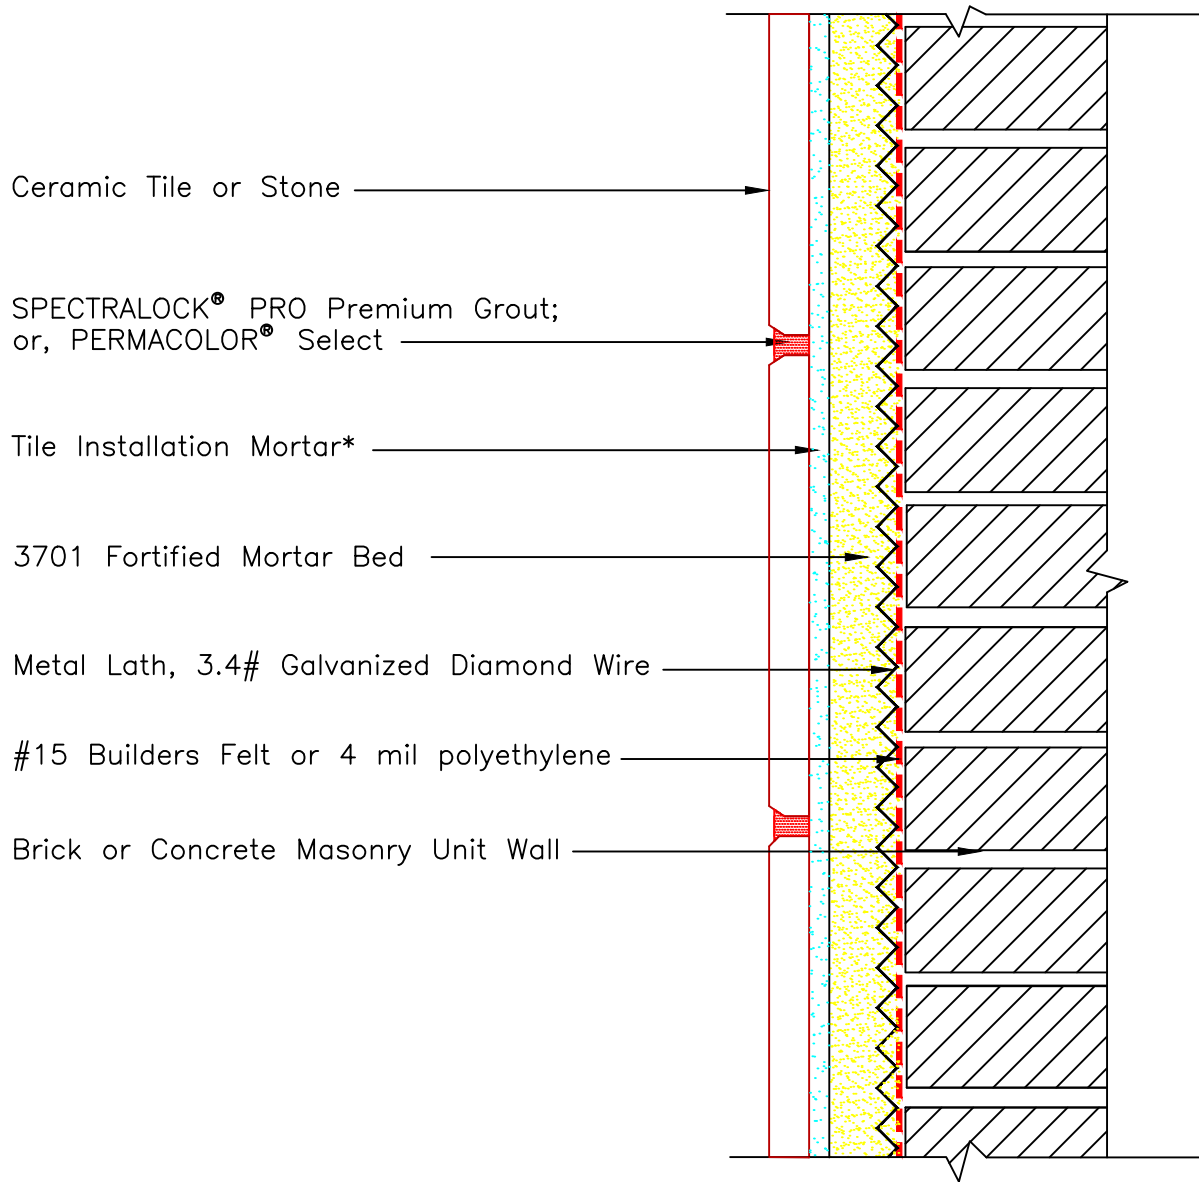 Ceramic Tile or Stone
SPECTRALOCK® PRO Premium Grout;
or, PERMACOLOR® Select
Tile Installation Mortar*
3701 Fortified Mortar Bed
Metal Lath, 3.4# Galvanized Diamond Wire
#15 Builders Felt or 4 mil polyethylene
Brick or Concrete Masonry Unit Wall